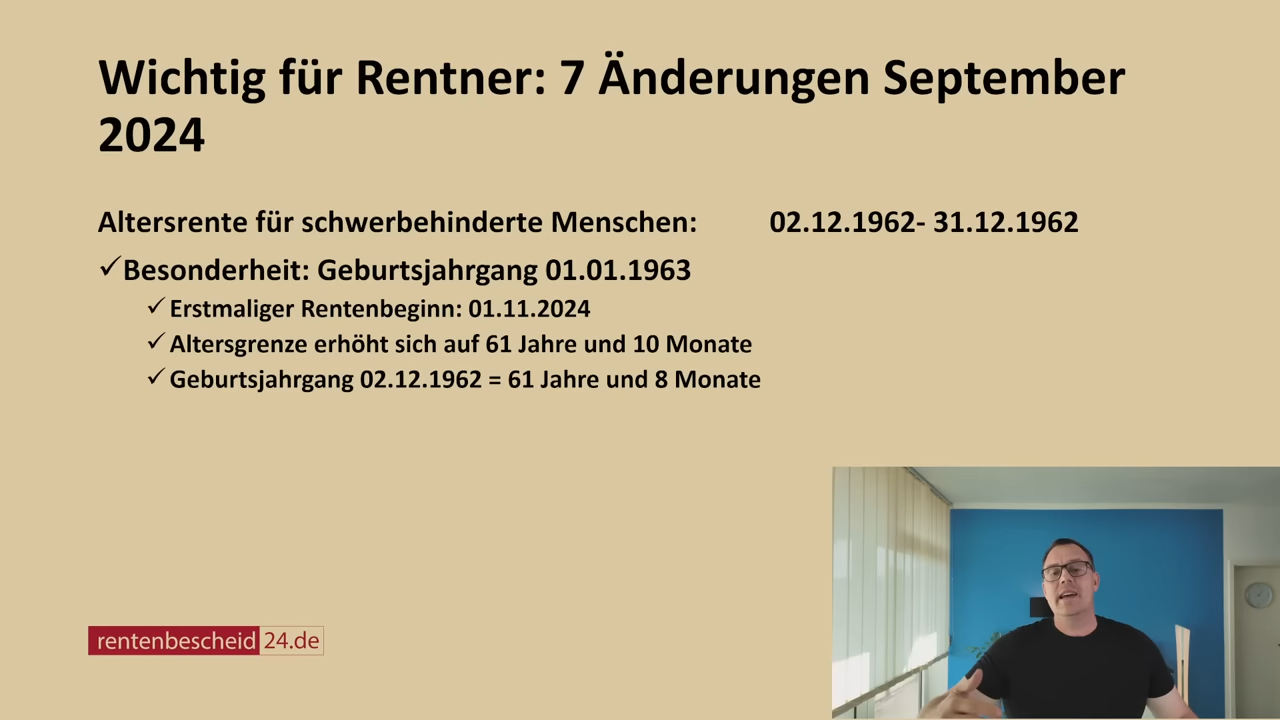 Wichtig für Rentner: 7 Änderungen September
2024
Altersrente für schwerbehinderte Menschen: 02.12.1962- 31.12.1962
✓Besonderheit: Geburtsjahrgang 01.01.1963
✓Erstmaliger Rentenbeginn: 01.11.2024
✓Altersgrenze erhöht sich auf 61 Jahre und 10 Monate
✓Geburtsjahrgang 02.12.1962 = 61 Jahre und 8 Monate
rentenbescheid24.de